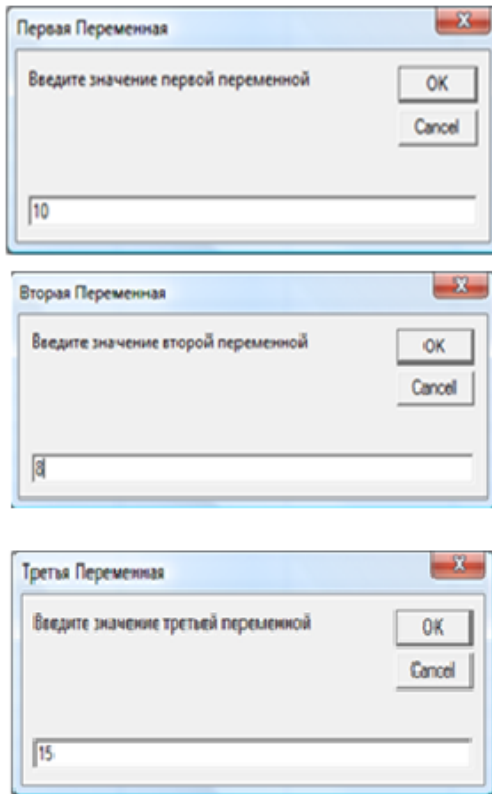 Первая Переменная
Введите значение первой переменной
OK
Cancel
10
Вторая Переменная
Введите значение второй переменной
OK
Cancel
8
Третья Переменная
Введите значение третьей переменной
OK
Cancel
15